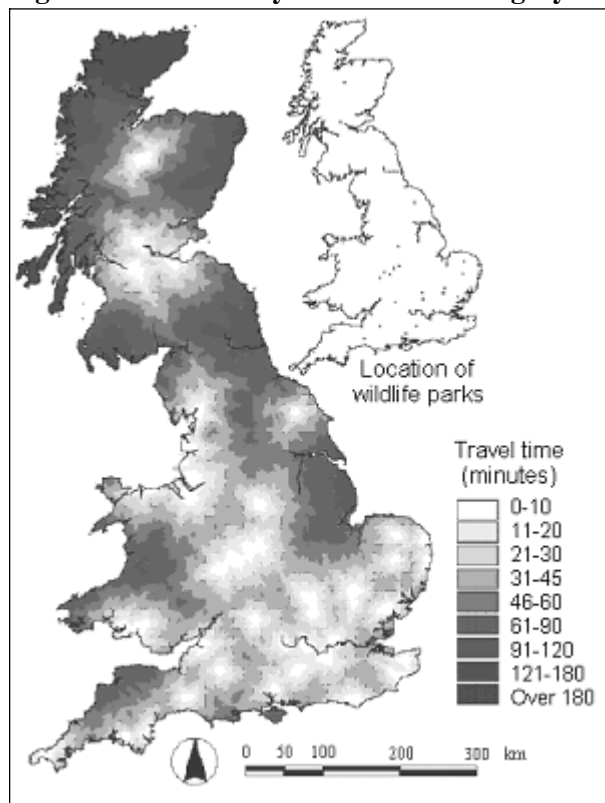 Location of
wildlife parks
Travel time
(minutes)
0-10
11-20
21-30
31-45
46-60
61-90
91-120
121-180
Over 180
0 50 100 200 300 km